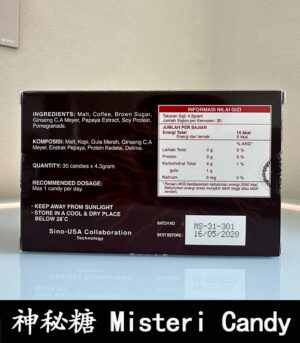 INGREDIENTS: Malt, Coffee, Brown Sugar,
Ginseng C.A Meyer, Papaya Extract, Soy Protein,
Pomegranate.
KOMPOSISI: Malt, Kopi, Gula Merah, Ginseng C.A
Meyer, Ekstrak Pepaya, Protein Kedelai, Delima.
QUANTITY: 30 candies x 4.3gram
RECOMMENDED DOSAGE:
Max 1 candy per day.
- KEEP AWAY FROM SUNLIGHT
- STORE IN A COOL & DRY PLACE
BELOW 28°C
Sino-USA Collaboration
Technology
INFORMASI NILAI GIZI
Takaran Saji: 4.3gram
Jumlah Sajian per Kemasan: 30
JUMLAH PER SAJIAN
Energi Total 15 kkal
0 kkal
%AKG*
Lemak Total 0 g 0 %
Protein 0 g 0 %
Karbohidrat Total 4 g 1 %
gula 1 g
Natrium 0 mg 0 %
BATCH NO
MS-31-301
BEST BEFORE :
16/05/2028
神秘糖 Misteri Candy